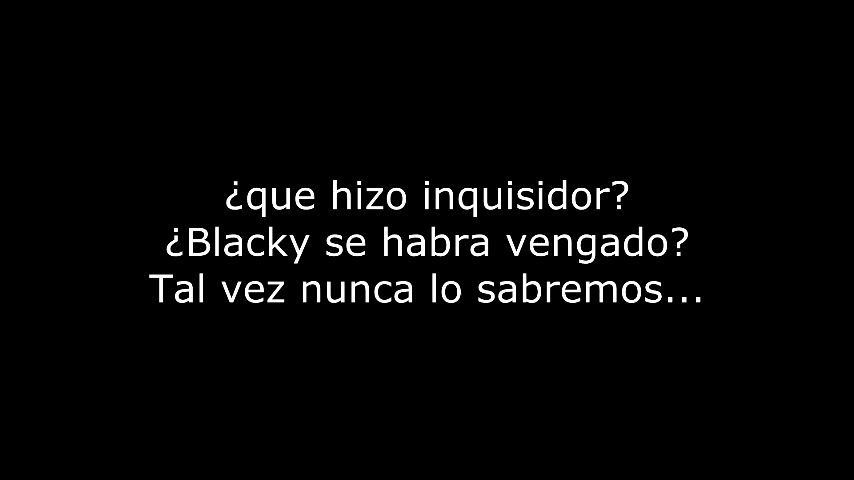 ¿que hizo inquisidor?
¿Blacky se habra vengado?
Tal vez nunca lo sabremos...